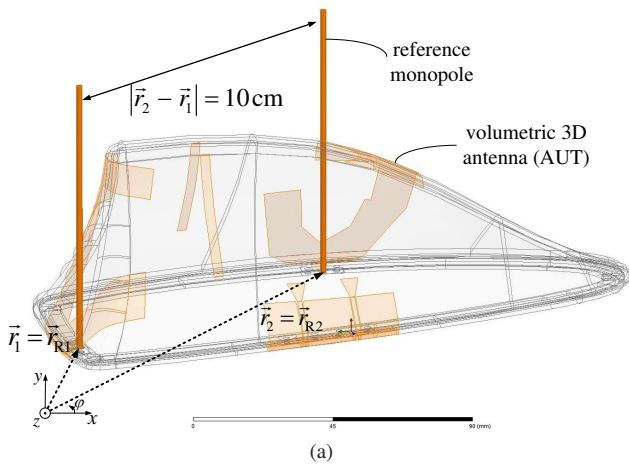 reference
monopole
|r⃗₂ − r⃗₁| = 10 cm
volumetric 3D
antenna (AUT)
r⃗₂ = r⃗R2
r⃗₁ = r⃗R1
y
φ
z x
0 45 90 (mm)
(a)